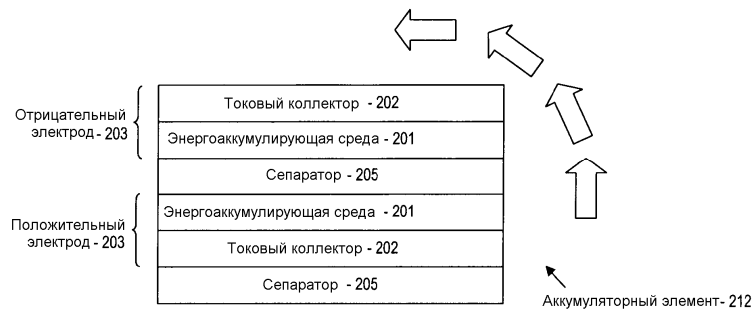 Отрицательный
электрод - 203
Токовый коллектор - 202
Энергоаккумулирующая среда - 201
Сепаратор - 205
Положительный
электрод - 203
Энергоаккумулирующая среда - 201
Токовый коллектор - 202
Сепаратор - 205
Аккумуляторный элемент- 212